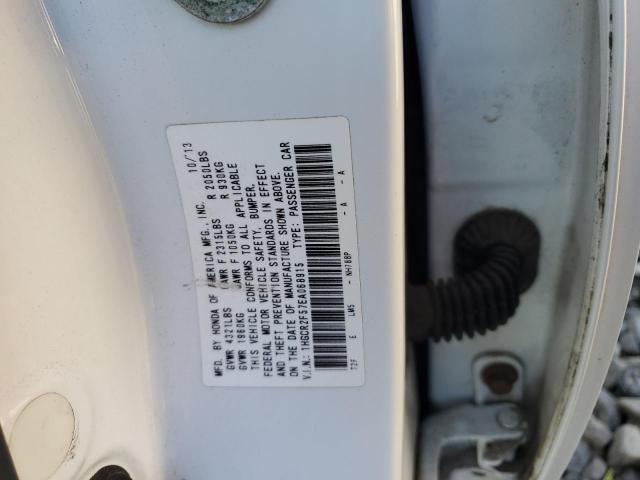 MFD. BY HONDA OF AMERICA MFG., INC. 10/13
GVWR 4321LBS GAWR F 2315LBS R 2050LBS
GVWR 1960KG GAWR F 1050KG R 930KG
THIS VEHICLE CONFORMS TO ALL APPLICABLE
FEDERAL MOTOR VEHICLE SAFETY, BUMPER,
AND THEFT PREVENTION STANDARDS IN EFFECT
ON THE DATE OF MANUFACTURE SHOWN ABOVE.
V.I.N.: 1HGCR2F57EA068915 TYPE: PASSENGER CAR
T2F E LM5 NH788P - A - A